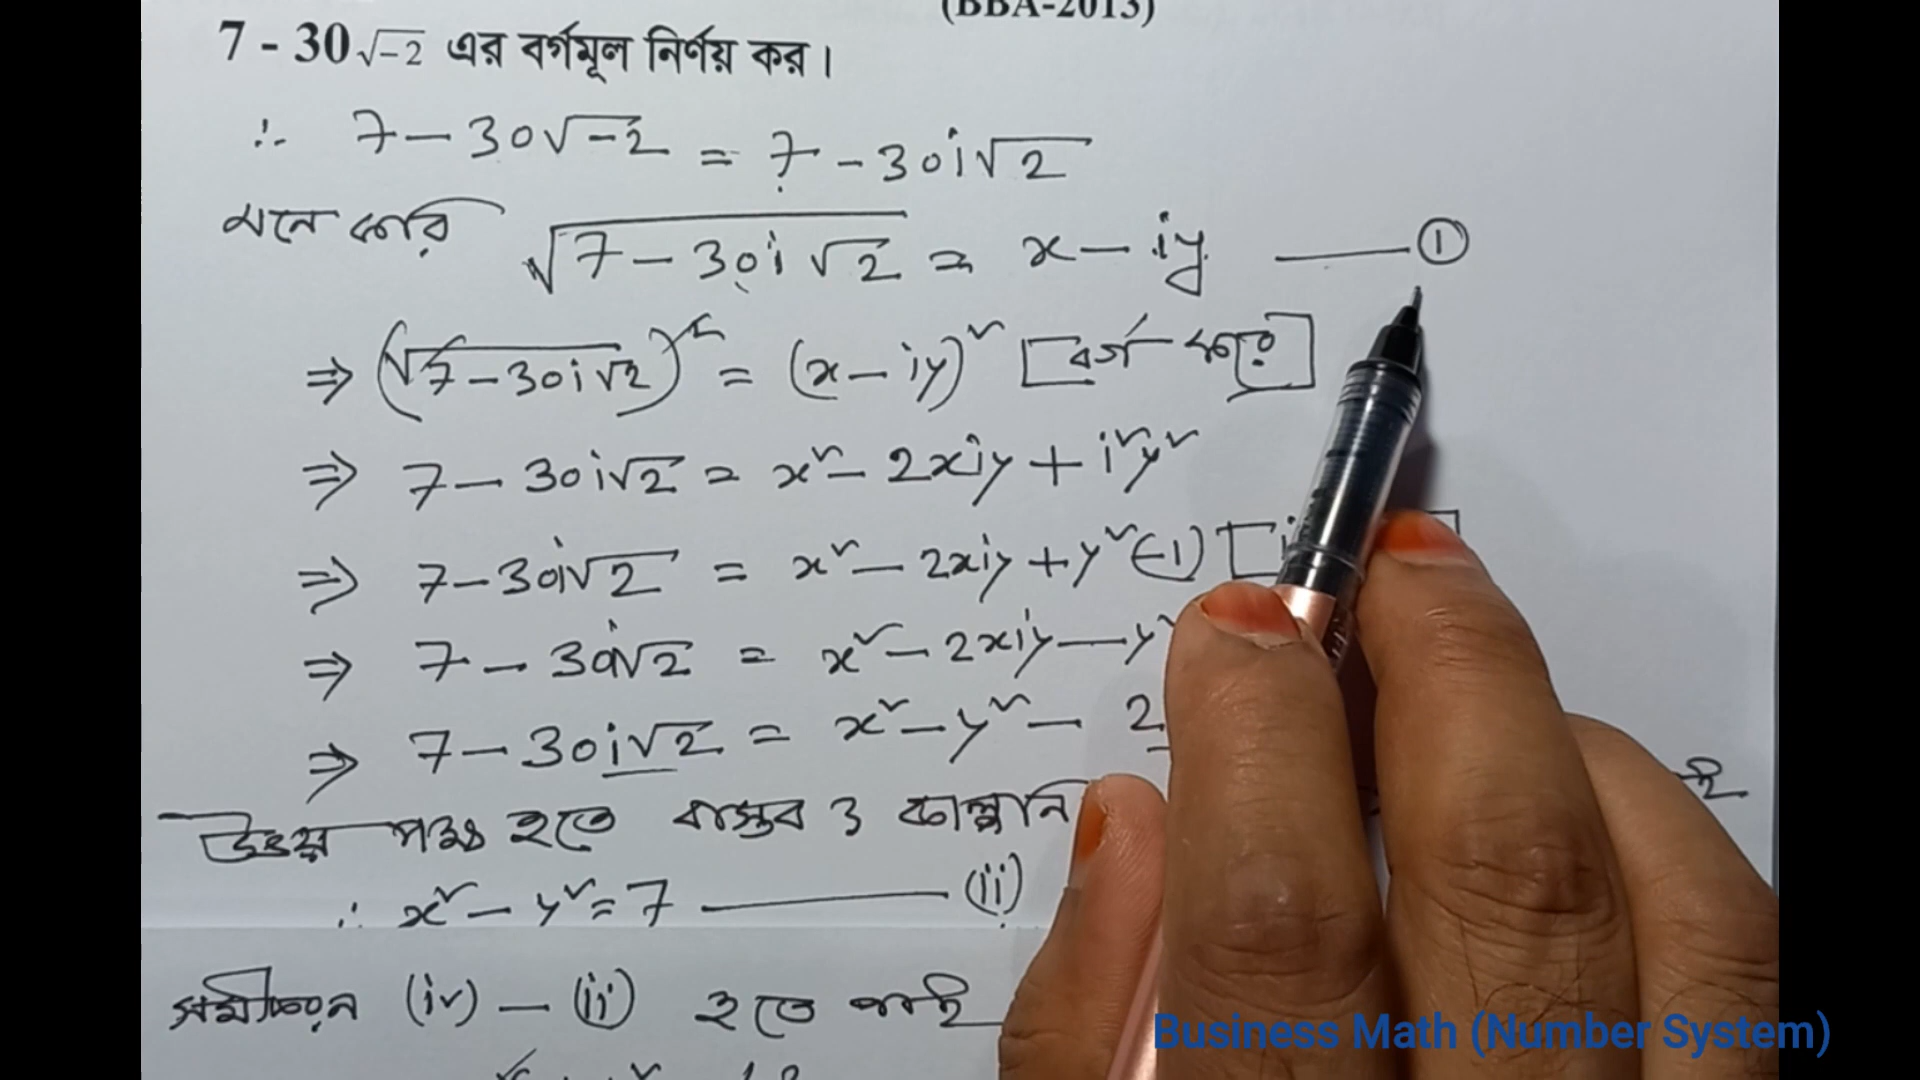 (BBA-2013)
7 - 30√-2 এর বর্গমূল নির্ণয় কর।
∴ 7 - 30√-2 = 7 - 30i√2
মনে করি √(7 - 30i√2) = x - iy ——— ①
⇒ (√(7 - 30i√2))² = (x - iy)² [বর্গ করে]
⇒ 7 - 30i√2 = x² - 2xiy + i²y²
⇒ 7 - 30i√2 = x² - 2xiy + y²(-1) [i
⇒ 7 - 30i√2 = x² - 2xiy - y²
⇒ 7 - 30i√2 = x² - y² - 2
উভয় পক্ষ হতে বাস্তব ও কাল্পনি
∴ x² - y² = 7 ——— (ii)
সমীকরন (iv) - (ii) হতে পাই
Business Math (Number System)